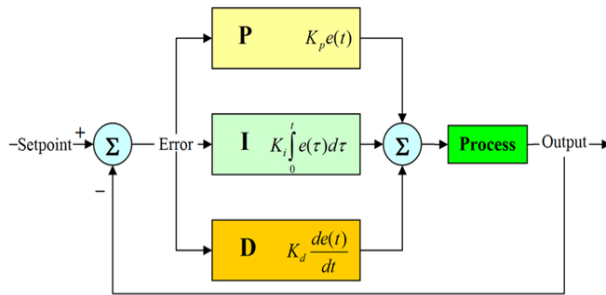 P K_p e(t)
–Setpoint
+
Σ
−
Error
I K_i ∫_0^t e(τ)dτ
Σ
Process
Output
D K_d de(t)/dt